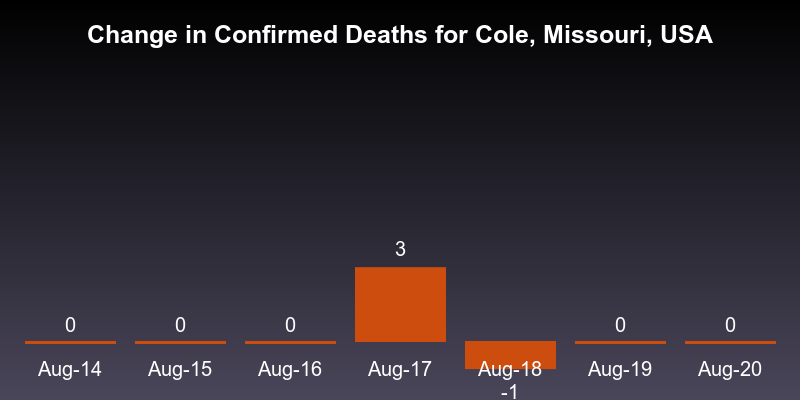 Change in Confirmed Deaths for Cole, Missouri, USA
3
0 0 0 0 0
Aug-14 Aug-15 Aug-16 Aug-17 Aug-18 Aug-19 Aug-20
-1